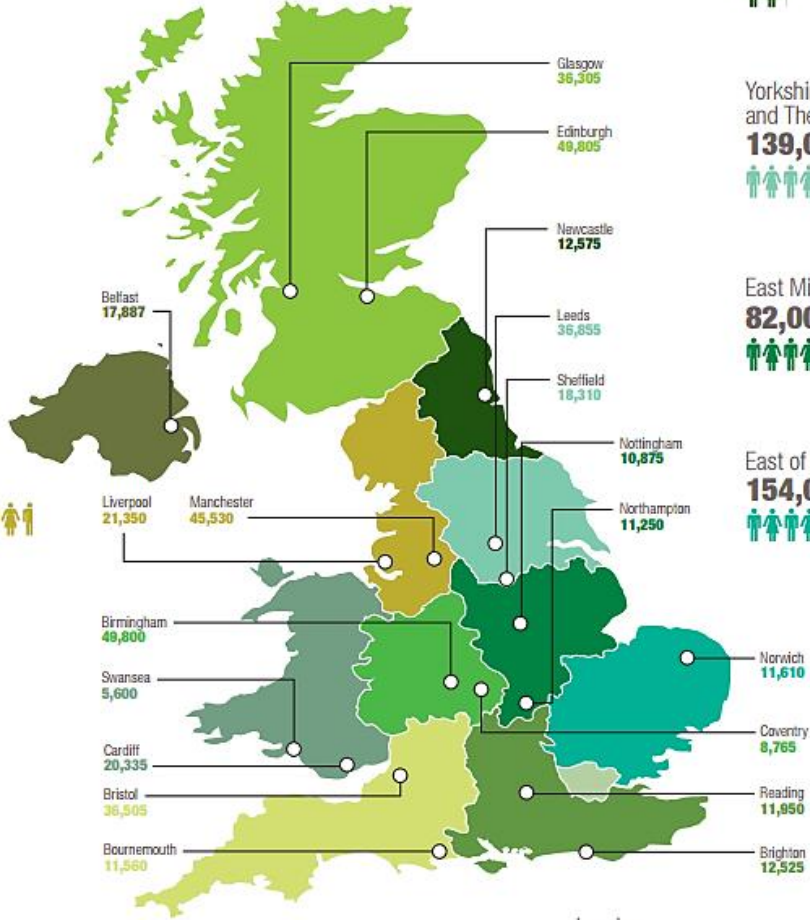 Glasgow
36,305
Edinburgh
49,805
Newcastle
12,575
Leeds
36,855
Sheffield
18,310
Nottingham
10,875
Northampton
11,250
Belfast
17,887
Liverpool
21,350
Manchester
45,530
Birmingham
49,800
Swansea
5,600
Cardiff
20,335
Bristol
36,505
Bournemouth
11,560
Norwich
11,610
Coventry
8,765
Reading
11,950
Brighton
12,525
Yorkshi
and The
139,0
East Mi
82,00
East of
154,0